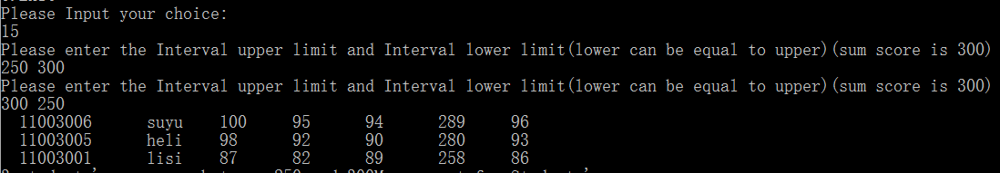 Please Input your choice:
15
Please enter the Interval upper limit and Interval lower limit(lower can be equal to upper)(sum score is 300)
250 300
Please enter the Interval upper limit and Interval lower limit(lower can be equal to upper)(sum score is 300)
300 250
11003006 suyu 100 95 94 289 96
11003005 heli 98 92 90 280 93
11003001 lisi 87 82 89 258 86